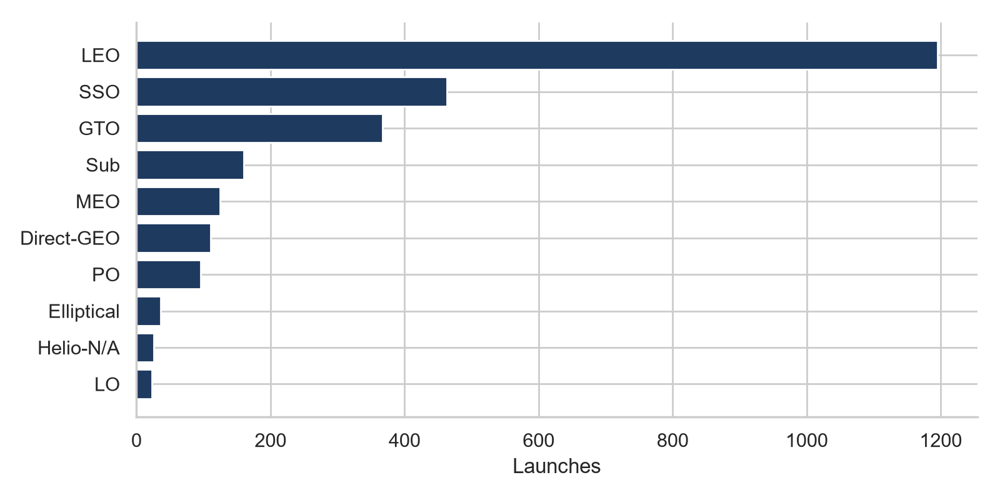 LEO
SSO
GTO
Sub
MEO
Direct-GEO
PO
Elliptical
Helio-N/A
LO
0 200 400 600 800 1000 1200
Launches